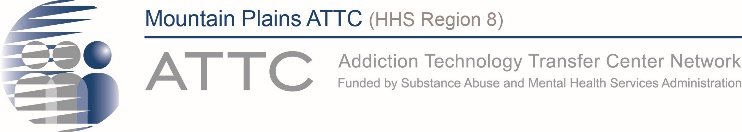 Mountain Plains ATTC (HHS Region 8)
ATTC Addiction Technology Transfer Center Network
Funded by Substance Abuse and Mental Health Services Administration